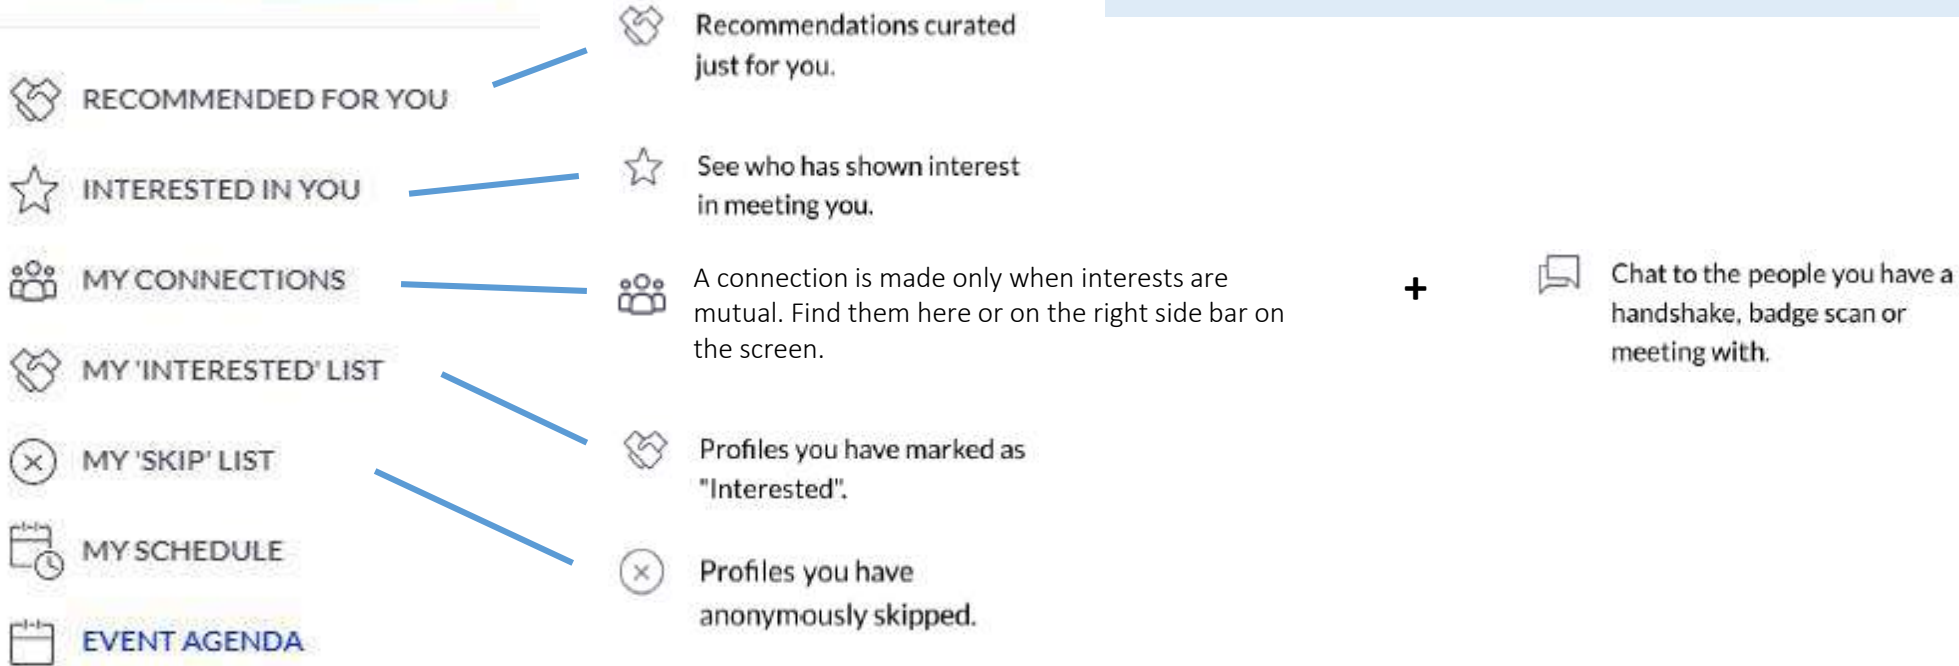 RECOMMENDED FOR YOU
INTERESTED IN YOU
MY CONNECTIONS
MY 'INTERESTED' LIST
MY 'SKIP' LIST
MY SCHEDULE
EVENT AGENDA
Recommendations curated
just for you.
See who has shown interest
in meeting you.
A connection is made only when interests are
mutual. Find them here or on the right side bar on
the screen.
Profiles you have marked as
"Interested".
Profiles you have
anonymously skipped.
+
Chat to the people you have a
handshake, badge scan or
meeting with.